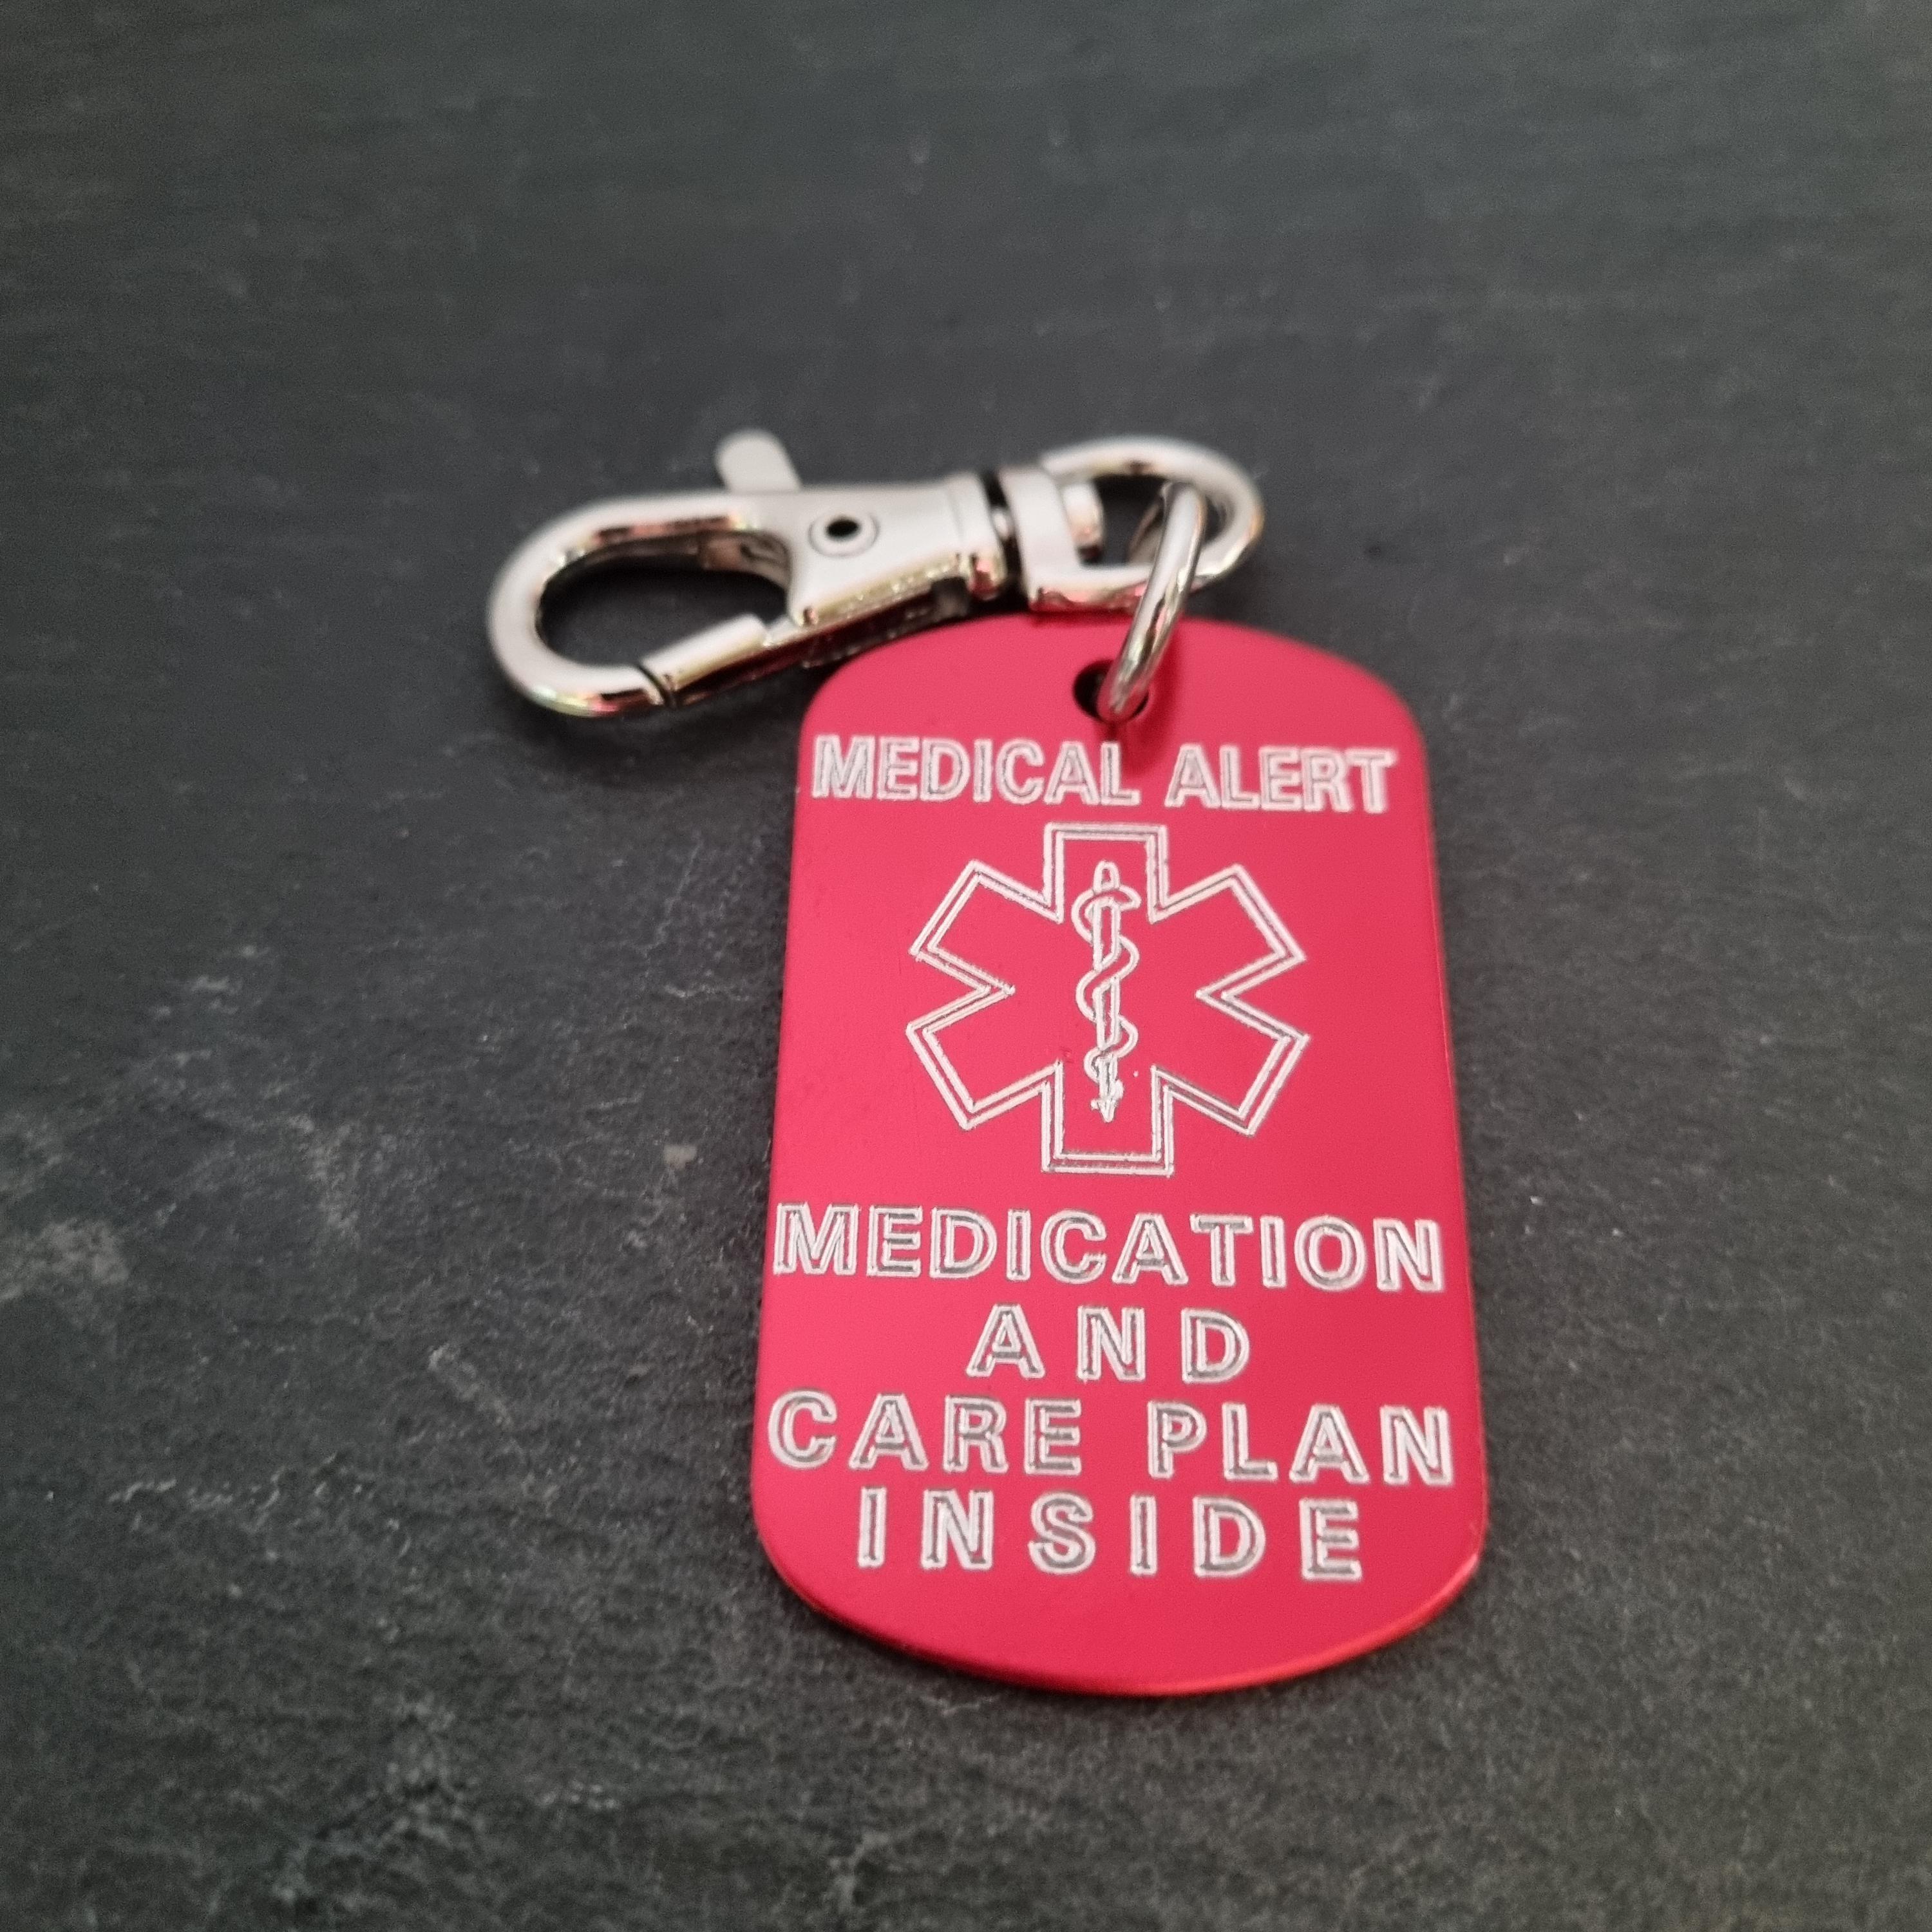 MEDICAL ALERT
MEDICATION
AND
CARE PLAN
INSIDE